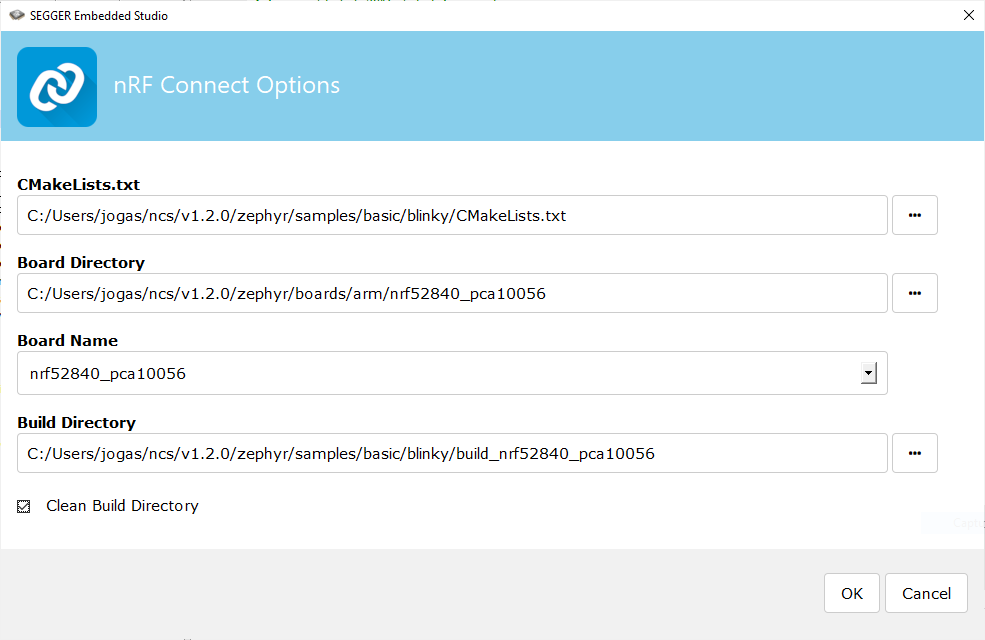 SEGGER Embedded Studio
nRF Connect Options
CMakeLists.txt
C:/Users/jogas/ncs/v1.2.0/zephyr/samples/basic/blinky/CMakeLists.txt
...
Board Directory
C:/Users/jogas/ncs/v1.2.0/zephyr/boards/arm/nrf52840_pca10056
...
Board Name
nrf52840_pca10056
Build Directory
C:/Users/jogas/ncs/v1.2.0/zephyr/samples/basic/blinky/build_nrf52840_pca10056
...
Clean Build Directory
OK Cancel